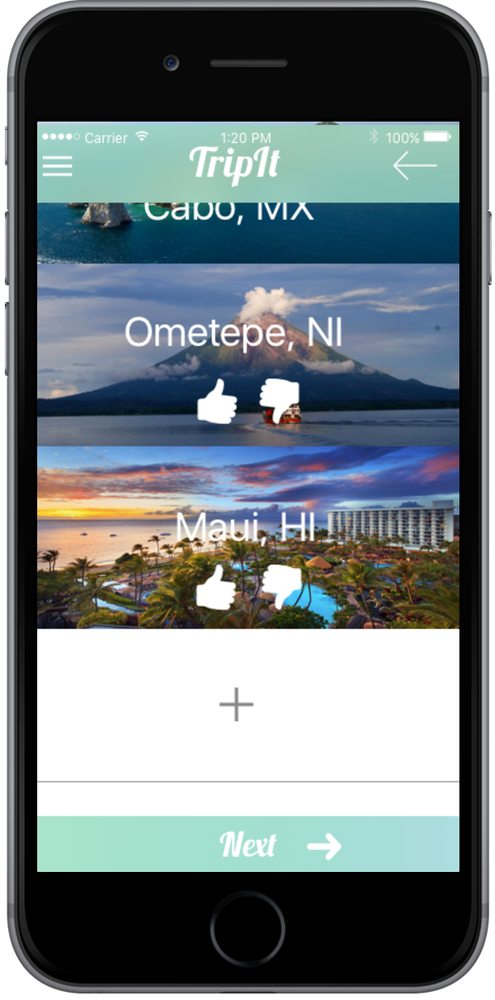 Carrier 1:20 PM 100%
TripIt
Cabo, MX
Ometepe, NI
Maui, HI
Next